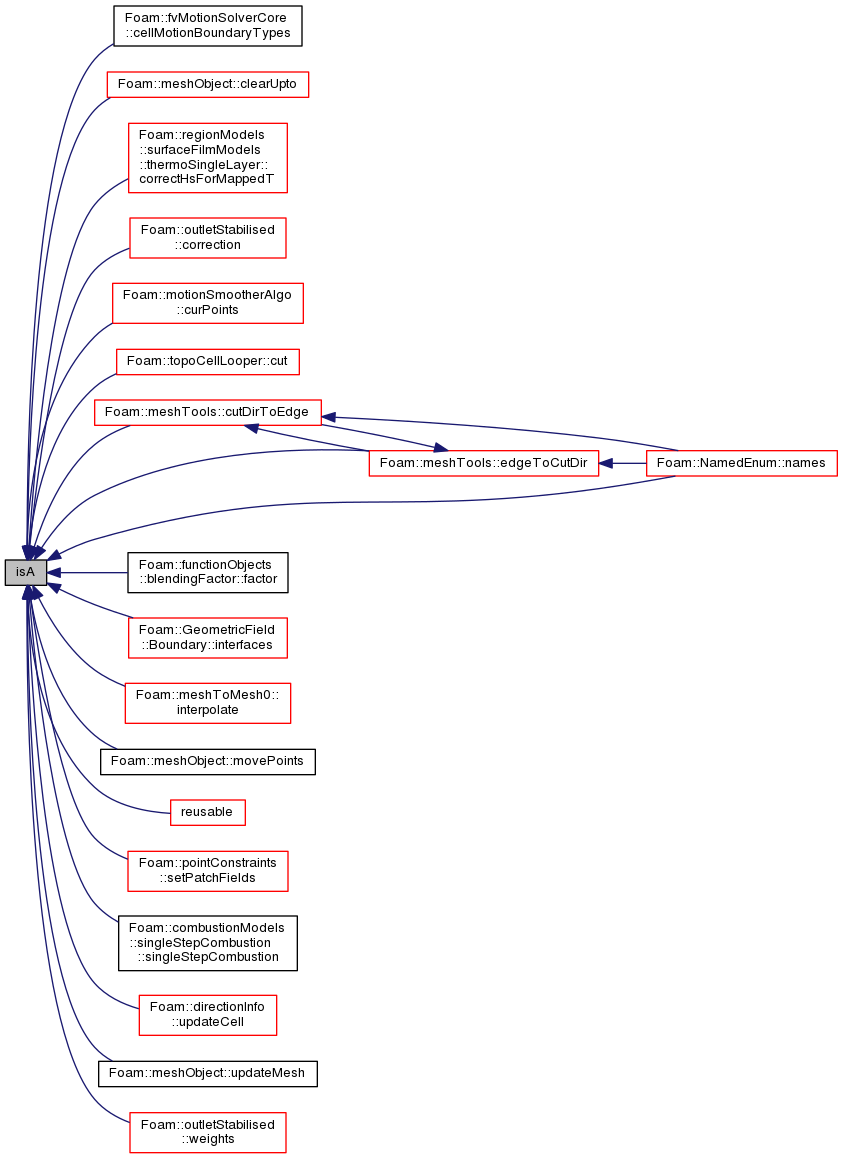 Foam::fvMotionSolverCore
::cellMotionBoundaryTypes
Foam::meshObject::clearUpto
Foam::regionModels
::surfaceFilmModels
::thermoSingleLayer::
correctHsForMappedT
Foam::outletStabilised
::correction
Foam::motionSmootherAlgo
::curPoints
Foam::topoCellLooper::cut
Foam::meshTools::cutDirToEdge
Foam::meshTools::edgeToCutDir
Foam::NamedEnum::names
isA
Foam::functionObjects
::blendingFactor::factor
Foam::GeometricField
::Boundary::interfaces
Foam::meshToMesh0::
interpolate
Foam::meshObject::movePoints
reusable
Foam::pointConstraints
::setPatchFields
Foam::combustionModels
::singleStepCombustion
::singleStepCombustion
Foam::directionInfo
::updateCell
Foam::meshObject::updateMesh
Foam::outletStabilised
::weights